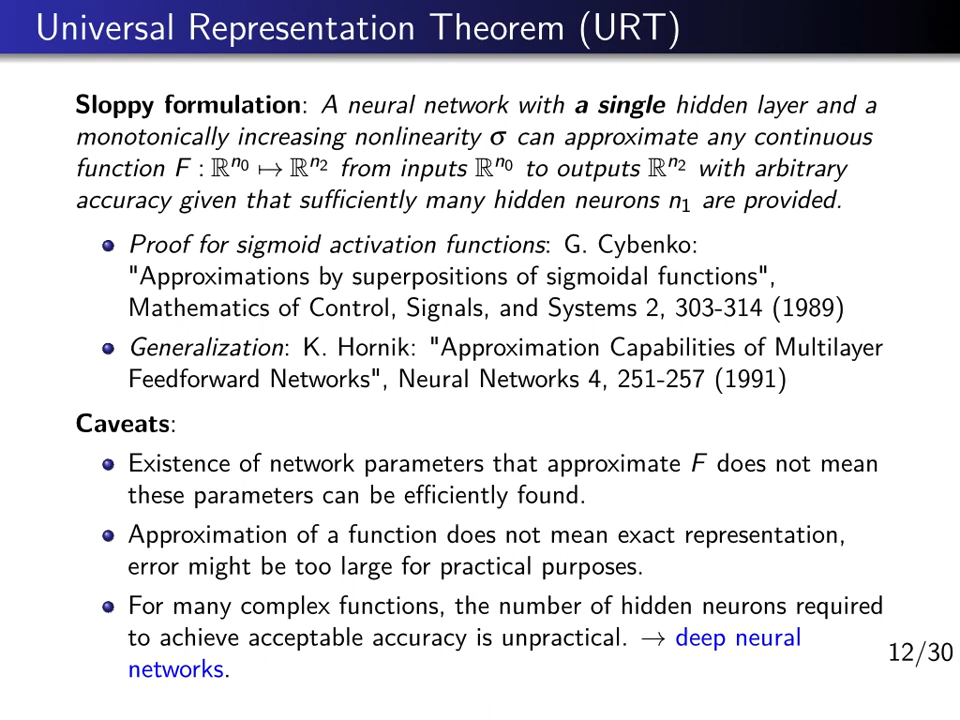 Universal Representation Theorem (URT)
Sloppy formulation: A neural network with a single hidden layer and a
monotonically increasing nonlinearity σ can approximate any continuous
function F : ℝⁿ⁰ ↦ ℝⁿ² from inputs ℝⁿ⁰ to outputs ℝⁿ² with arbitrary
accuracy given that sufficiently many hidden neurons n₁ are provided.
Proof for sigmoid activation functions: G. Cybenko:
"Approximations by superpositions of sigmoidal functions",
Mathematics of Control, Signals, and Systems 2, 303-314 (1989)
Generalization: K. Hornik: "Approximation Capabilities of Multilayer
Feedforward Networks", Neural Networks 4, 251-257 (1991)
Caveats:
Existence of network parameters that approximate F does not mean
these parameters can be efficiently found.
Approximation of a function does not mean exact representation,
error might be too large for practical purposes.
For many complex functions, the number of hidden neurons required
to achieve acceptable accuracy is unpractical. → deep neural
networks.
12/30